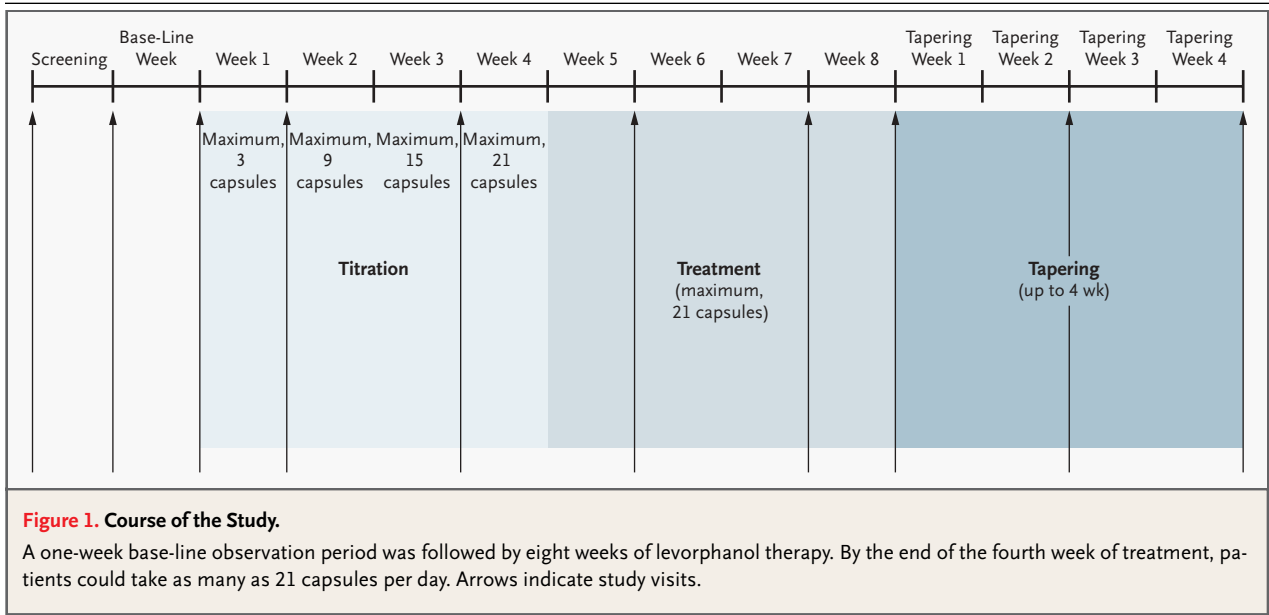 Screening
Base-Line
Week
Week 1
Week 2
Week 3
Week 4
Week 5
Week 6
Week 7
Week 8
Tapering
Week 1
Tapering
Week 2
Tapering
Week 3
Tapering
Week 4
Maximum,
3
capsules
Maximum,
9
capsules
Maximum,
15
capsules
Maximum,
21
capsules
Titration
Treatment
(maximum,
21 capsules)
Tapering
(up to 4 wk)
Figure 1. Course of the Study.
A one-week base-line observation period was followed by eight weeks of levorphanol therapy. By the end of the fourth week of treatment, pa-
tients could take as many as 21 capsules per day. Arrows indicate study visits.